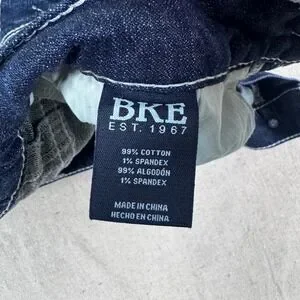 BKE
EST. 1967
99% COTTON
1% SPANDEX
99% ALGODÓN
1% SPANDEX
MADE IN CHINA
HECHO EN CHINA